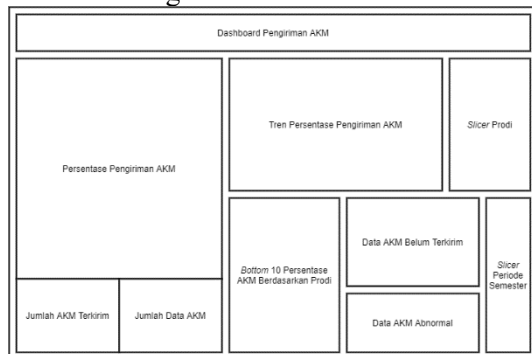 Dashboard Pengiriman AKM
Persentase Pengiriman AKM
Tren Persentase Pengiriman AKM
Slicer Prodi
Jumlah AKM Terkirim
Jumlah Data AKM
Bottom 10 Persentase
AKM Berdasarkan Prodi
Data AKM Belum Terkirim
Data AKM Abnormal
Slicer
Periode
Semester